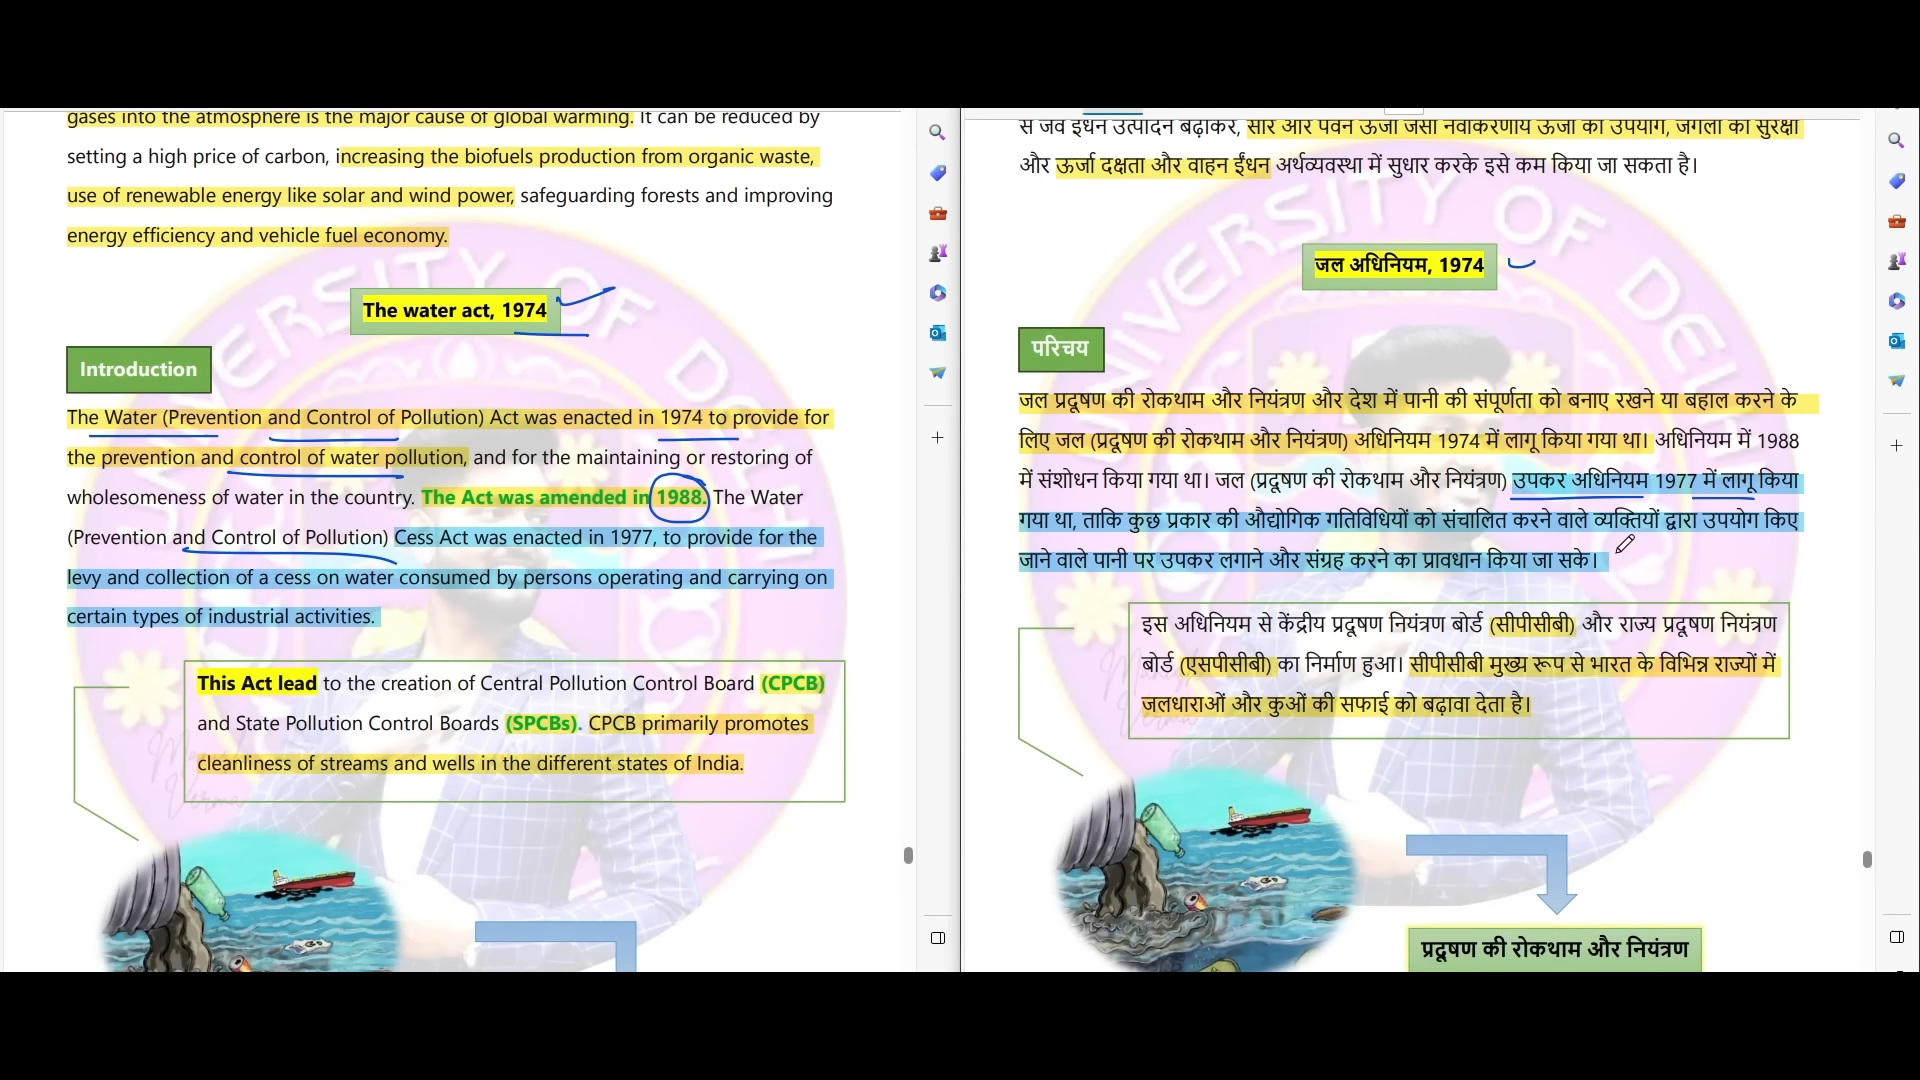 gases into the atmosphere is the major cause of global warming. It can be reduced by
setting a high price of carbon, increasing the biofuels production from organic waste,
use of renewable energy like solar and wind power, safeguarding forests and improving
energy efficiency and vehicle fuel economy.
The water act, 1974
Introduction
The Water (Prevention and Control of Pollution) Act was enacted in 1974 to provide for
the prevention and control of water pollution, and for the maintaining or restoring of
wholesomeness of water in the country. The Act was amended in 1988. The Water
(Prevention and Control of Pollution) Cess Act was enacted in 1977, to provide for the
levy and collection of a cess on water consumed by persons operating and carrying on
certain types of industrial activities.
This Act lead to the creation of Central Pollution Control Board (CPCB)
and State Pollution Control Boards (SPCBs). CPCB primarily promotes
cleanliness of streams and wells in the different states of India.
UNIVERSITY OF DELHI
से जैव ईंधन उत्पादन बढ़ाकर, सौर और पवन ऊर्जा जैसी नवीकरणीय ऊर्जा का उपयोग, जंगलों की सुरक्षा
और ऊर्जा दक्षता और वाहन ईंधन अर्थव्यवस्था में सुधार करके इसे कम किया जा सकता है।
जल अधिनियम, 1974
परिचय
जल प्रदूषण की रोकथाम और नियंत्रण और देश में पानी की संपूर्णता को बनाए रखने या बहाल करने के
लिए जल (प्रदूषण की रोकथाम और नियंत्रण) अधिनियम 1974 में लागू किया गया था। अधिनियम में 1988
में संशोधन किया गया था। जल (प्रदूषण की रोकथाम और नियंत्रण) उपकर अधिनियम 1977 में लागू किया
गया था, ताकि कुछ प्रकार की औद्योगिक गतिविधियों को संचालित करने वाले व्यक्तियों द्वारा उपयोग किए
जाने वाले पानी पर उपकर लगाने और संग्रह करने का प्रावधान किया जा सके।
इस अधिनियम से केंद्रीय प्रदूषण नियंत्रण बोर्ड (सीपीसीबी) और राज्य प्रदूषण नियंत्रण
बोर्ड (एसपीसीबी) का निर्माण हुआ। सीपीसीबी मुख्य रूप से भारत के विभिन्न राज्यों में
जलधाराओं और कुओं की सफाई को बढ़ावा देता है।
प्रदूषण की रोकथाम और नियंत्रण
UNIVERSITY OF DELHI